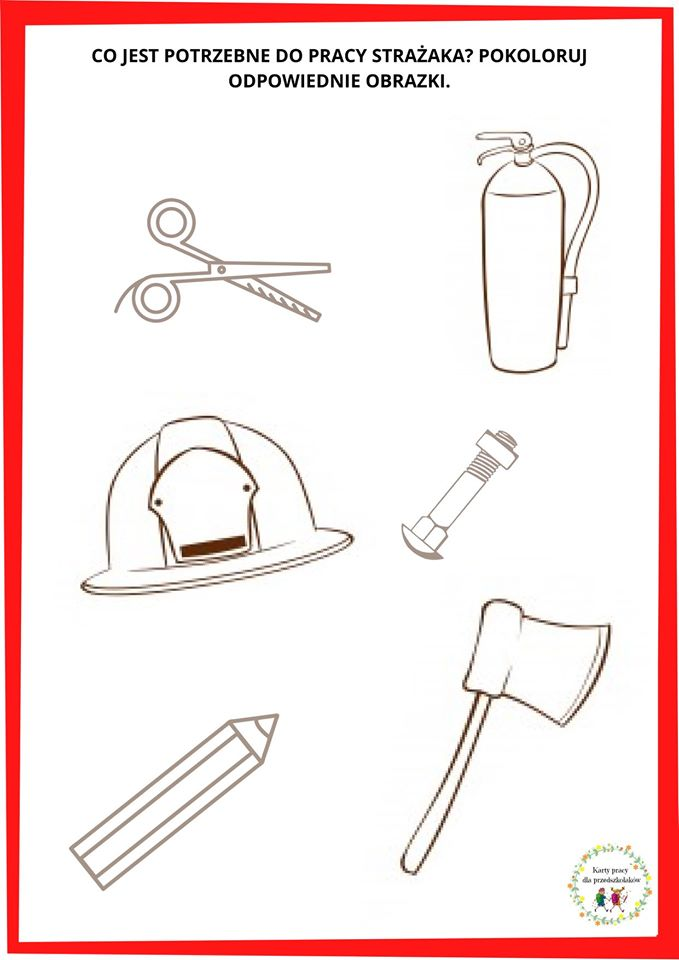 CO JEST POTRZEBNE DO PRACY STRAŻAKA? POKOLORUJ
ODPOWIEDNIE OBRAZKI.
Karty pracy
dla przedszkolaków